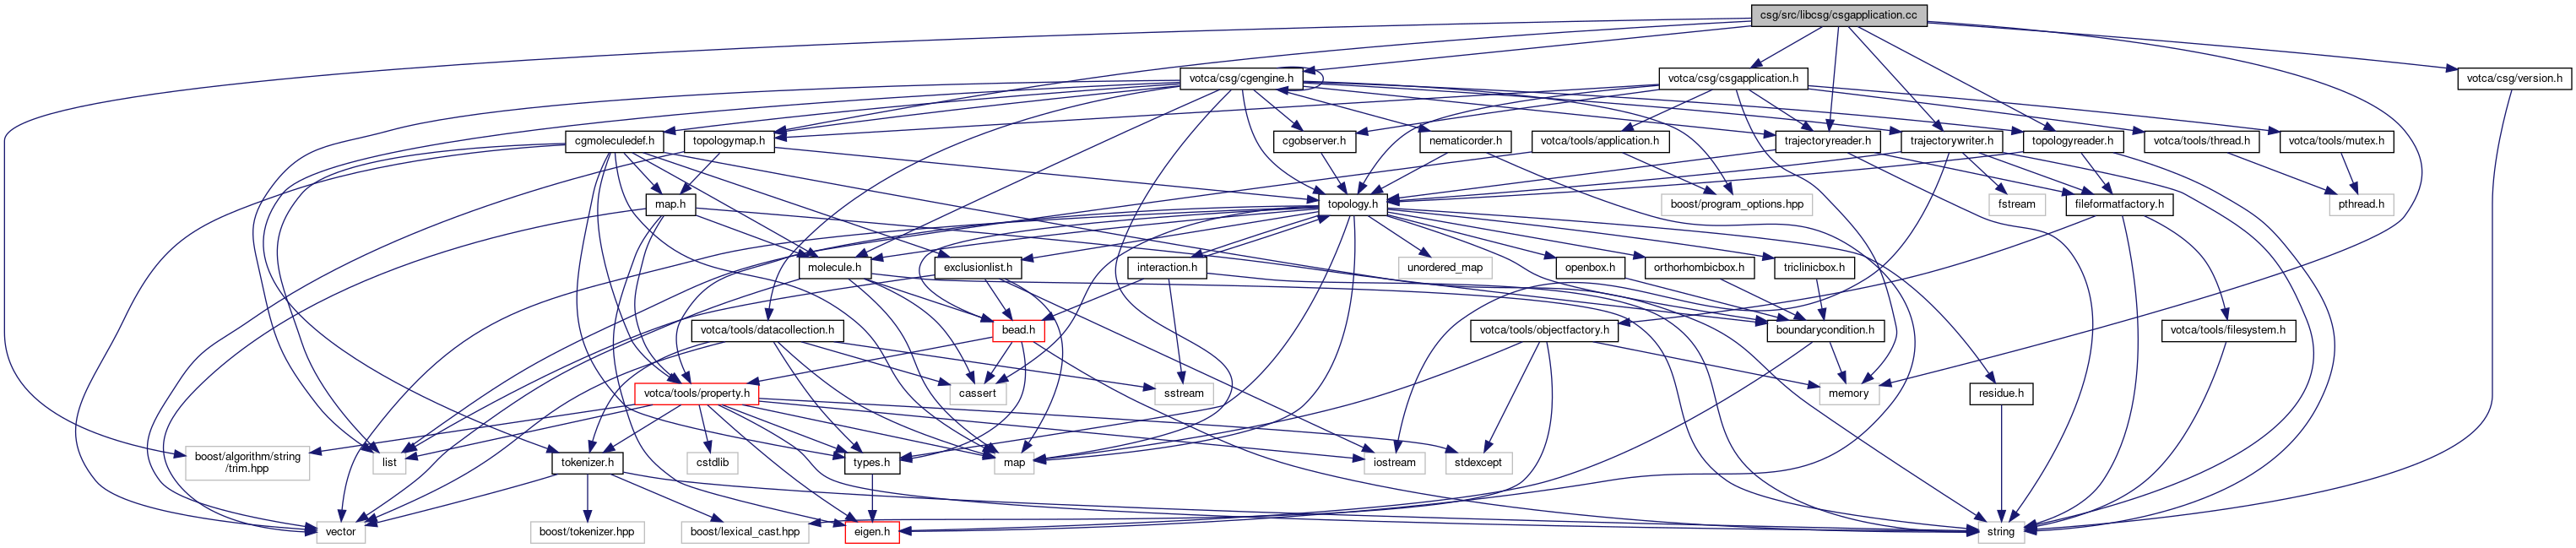 csg/src/libcsg/csgapplication.cc
votca/csg/cgengine.h
votca/csg/csgapplication.h
votca/csg/version.h
cgmoleculedef.h
topologymap.h
cgobserver.h
nematicorder.h
votca/tools/application.h
trajectoryreader.h
trajectorywriter.h
topologyreader.h
votca/tools/thread.h
votca/tools/mutex.h
map.h
topology.h
boost/program_options.hpp
fstream
fileformatfactory.h
pthread.h
molecule.h
exclusionlist.h
interaction.h
unordered_map
openbox.h
orthorhombicbox.h
triclinicbox.h
votca/tools/datacollection.h
bead.h
votca/tools/objectfactory.h
boundarycondition.h
votca/tools/filesystem.h
votca/tools/property.h
cassert
sstream
memory
residue.h
boost/algorithm/string
/trim.hpp
list
tokenizer.h
cstdlib
types.h
map
iostream
stdexcept
vector
boost/tokenizer.hpp
boost/lexical_cast.hpp
eigen.h
string